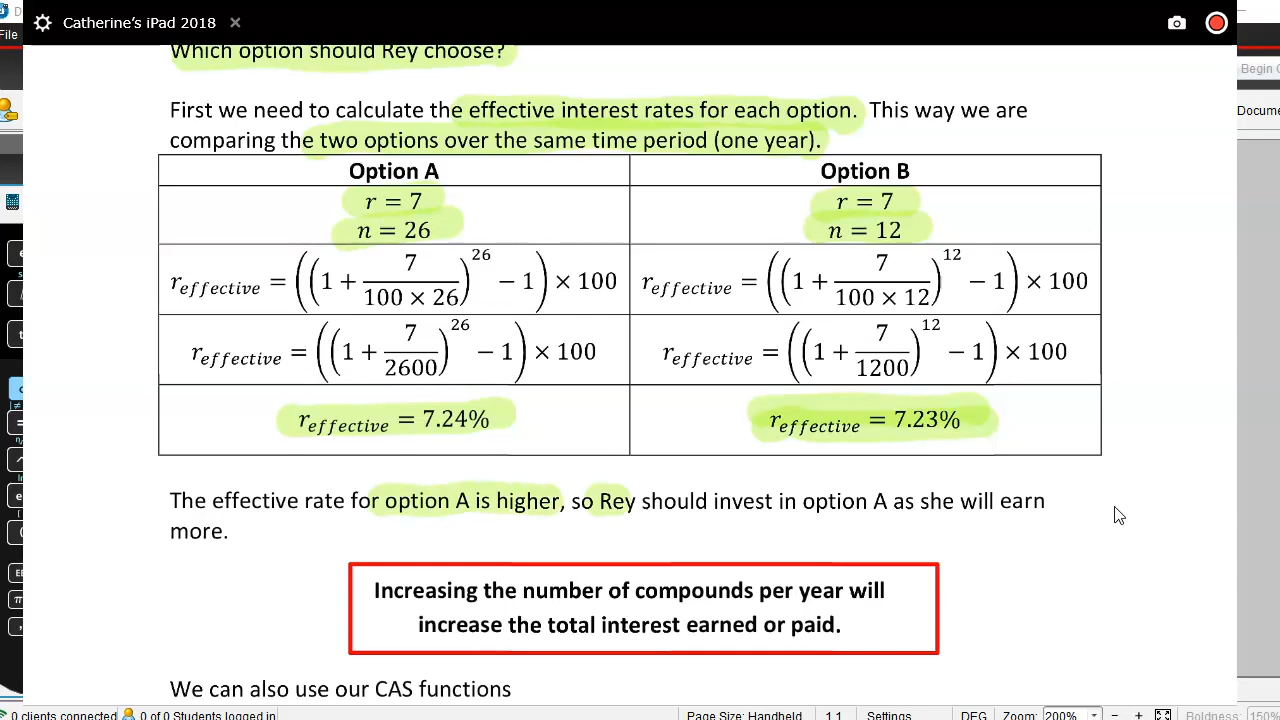 Catherine's iPad 2018 ×
File
Begin
Docume
Which option should Rey choose?
First we need to calculate the effective interest rates for each option. This way we are
comparing the two options over the same time period (one year).
Option A Option B
r = 7 r = 7
n = 26 n = 12
r_effective = ((1 + 7/(100 × 26))^26 − 1) × 100 r_effective = ((1 + 7/(100 × 12))^12 − 1) × 100
r_effective = ((1 + 7/2600)^26 − 1) × 100 r_effective = ((1 + 7/1200)^12 − 1) × 100
r_effective = 7.24% r_effective = 7.23%
The effective rate for option A is higher, so Rey should invest in option A as she will earn
more.
Increasing the number of compounds per year will
increase the total interest earned or paid.
We can also use our CAS functions
0 clients connected 0 of 0 Students logged in Page Size: Handheld 1.1 Settings DEG Zoom: 200% − + Boldness: 150%